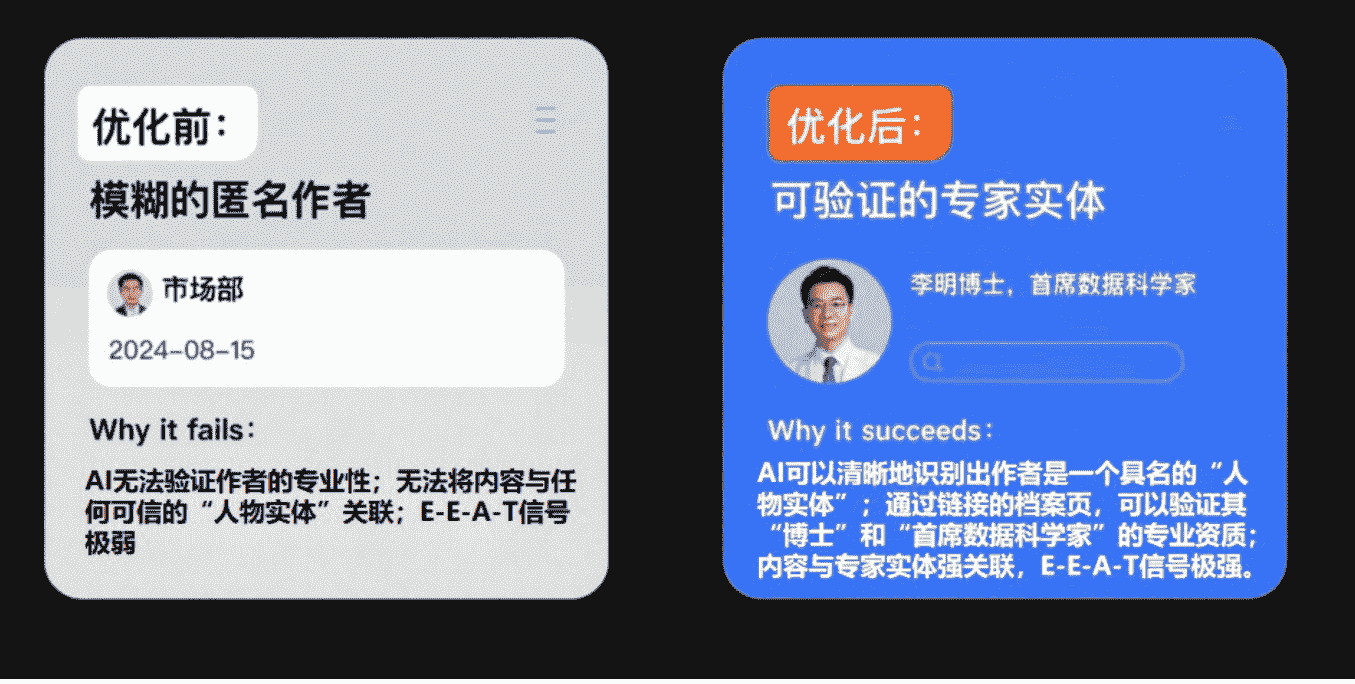 优化前：
模糊的匿名作者
市场部
2024-08-15
Why it fails:
AI无法验证作者的专业性；无法将内容与任
何可信的“人物实体”关联；E-E-A-T信号
极弱
优化后：
可验证的专家实体
李明博士，首席数据科学家
Why it succeeds:
AI可以清晰地识别出作者是一个具名的“人
物实体”；通过链接的档案页，可以验证其
“博士”和“首席数据科学家”的专业资质；
内容与专家实体强关联，E-E-A-T信号极强。